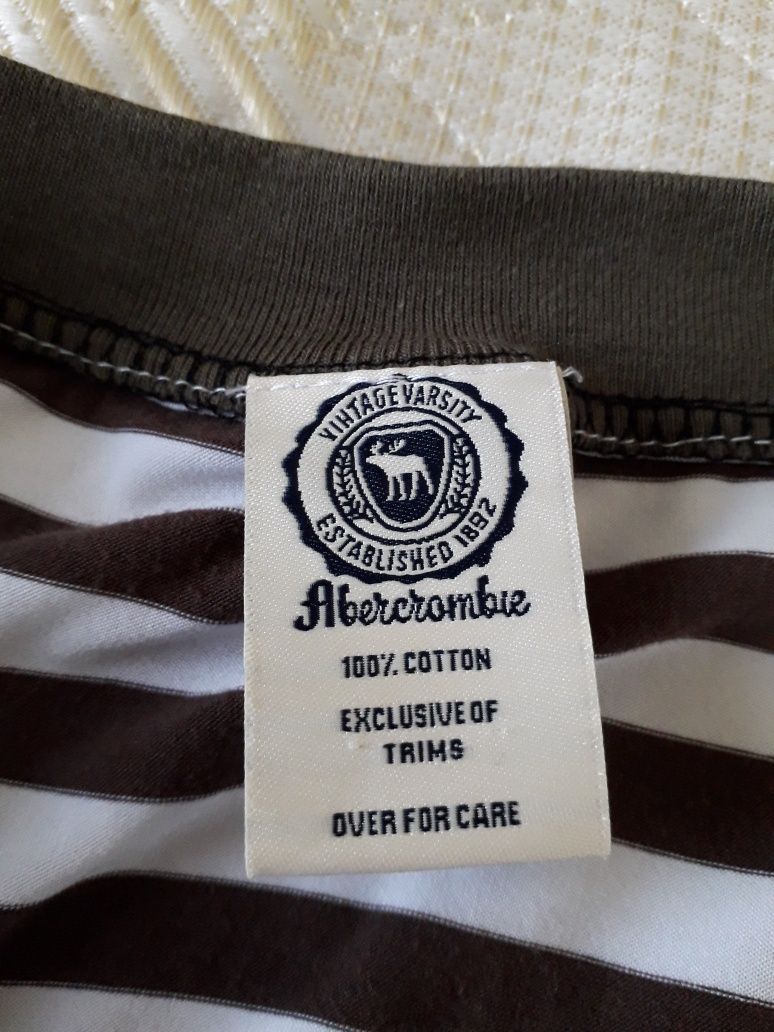 VINTAGE VARSITY
ESTABLISHED 1892
Abercrombie
100% COTTON
EXCLUSIVE OF
TRIMS
OVER FOR CARE